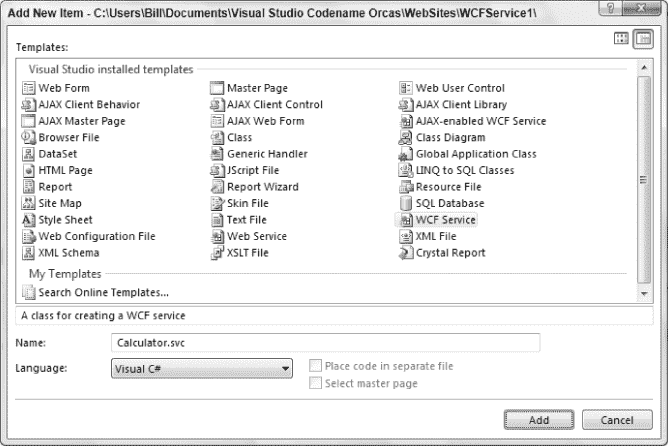 Add New Item - C:\Users\Bill\Documents\Visual Studio Codename Orcas\WebSites\WCFService1\
Templates:
Visual Studio installed templates
Web Form Master Page Web User Control
AJAX Client Behavior AJAX Client Control AJAX Client Library
AJAX Master Page AJAX Web Form AJAX-enabled WCF Service
Browser File Class Class Diagram
DataSet Generic Handler Global Application Class
HTML Page JScript File LINQ to SQL Classes
Report Report Wizard Resource File
Site Map Skin File SQL Database
Style Sheet Text File WCF Service
Web Configuration File Web Service XML File
XML Schema XSLT File Crystal Report
My Templates
Search Online Templates...
A class for creating a WCF service
Name: Calculator.svc
Language: Visual C# Place code in separate file
Select master page
Add Cancel